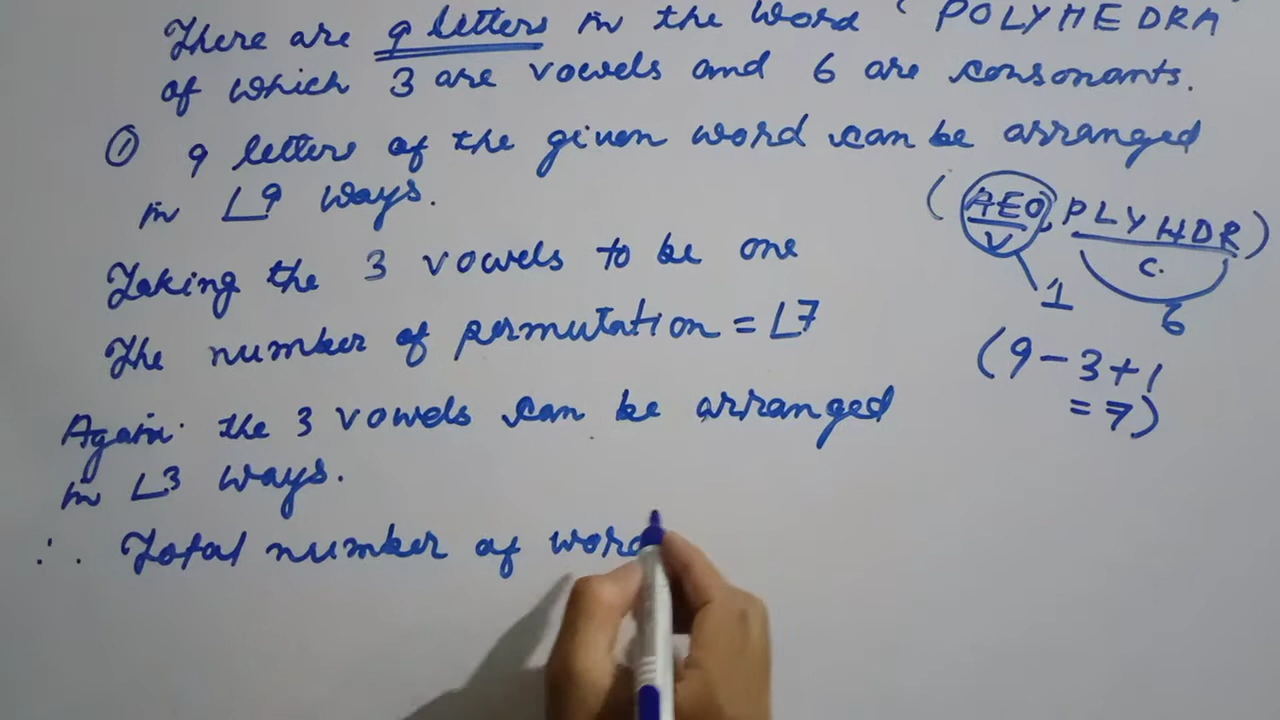 There are 9 letters in the word ' POLYHEDRA '
of which 3 are vowels and 6 are consonants.
① 9 letters of the given word can be arranged
in ∟9 ways.
(AEO, PLYHDR)
V C.
1 6
Taking the 3 vowels to be one
The number of permutation = ∟7
(9-3+1
= 7)
Again the 3 vowels can be arranged
in ∟3 ways.
∴ Total number of word